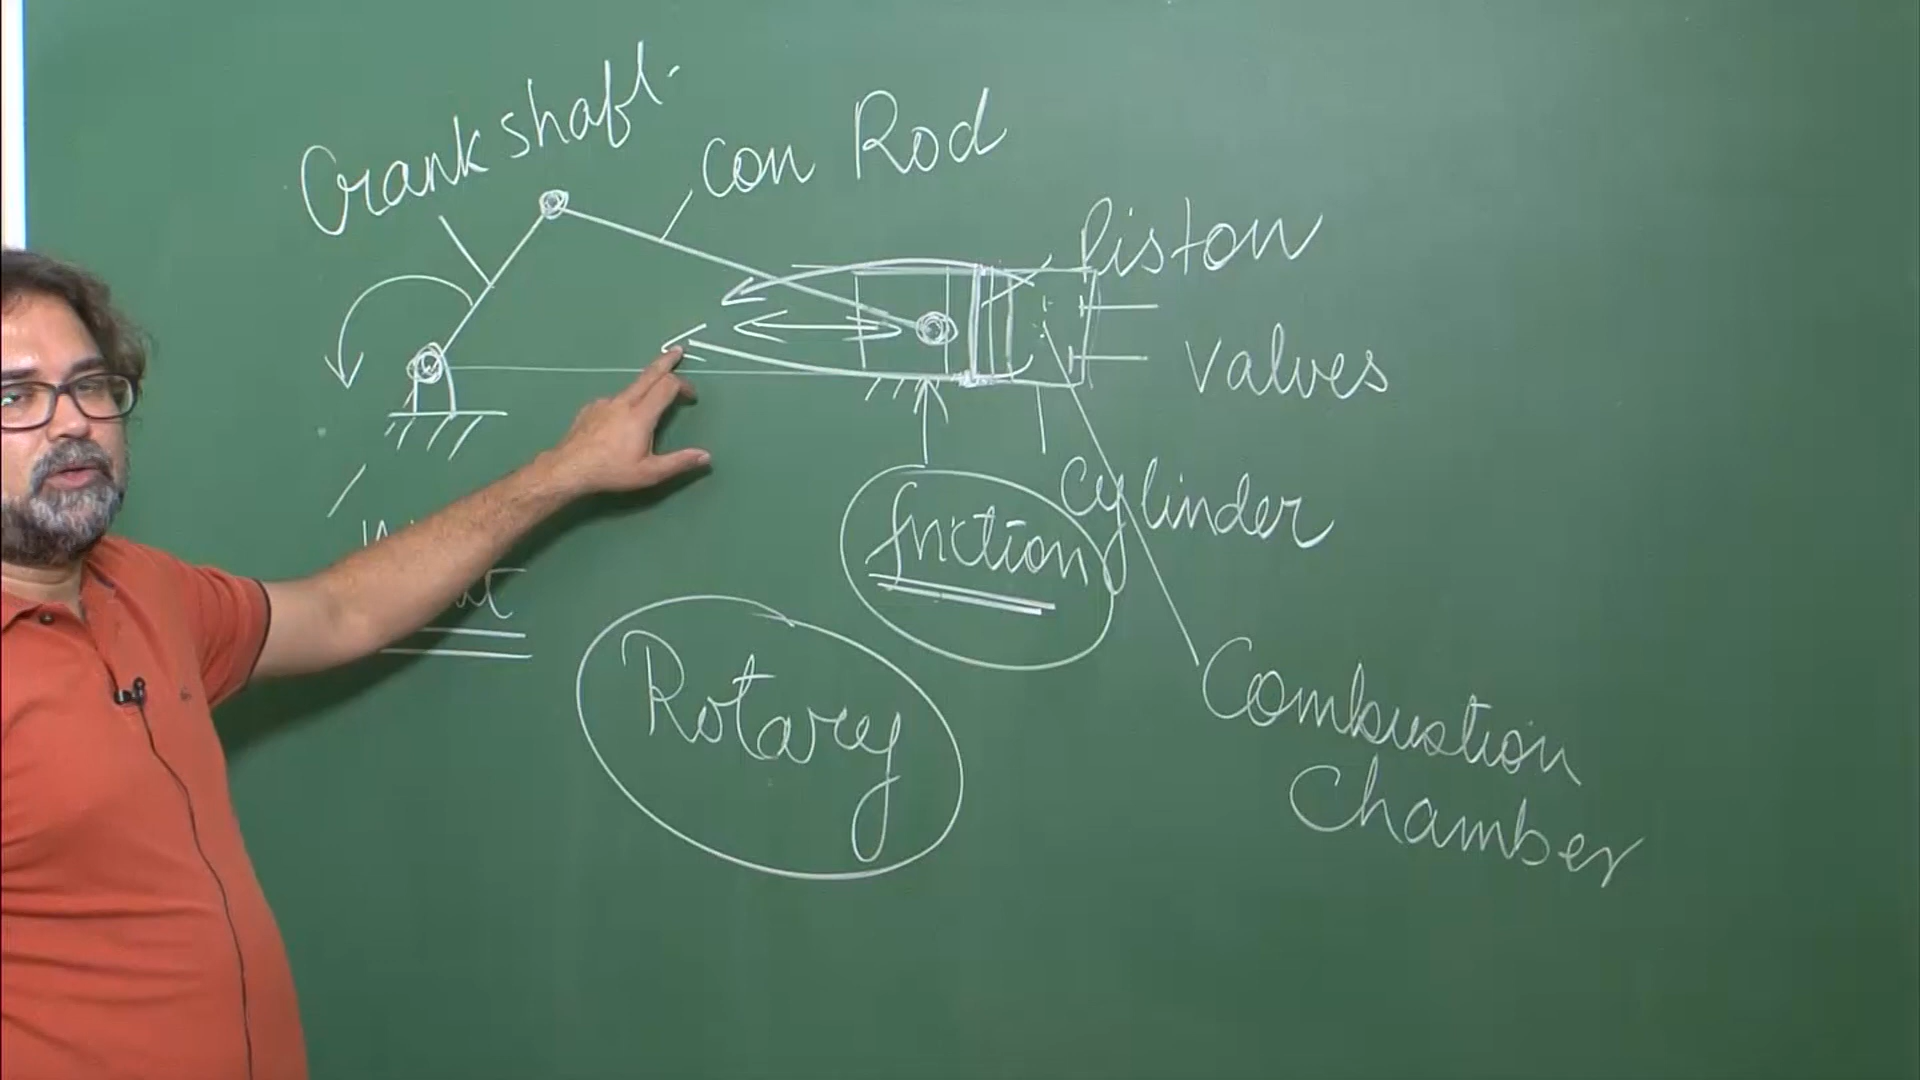 Crankshaft
Con Rod
Piston
Valves
Cylinder
friction
Rotary
Combustion
Chamber